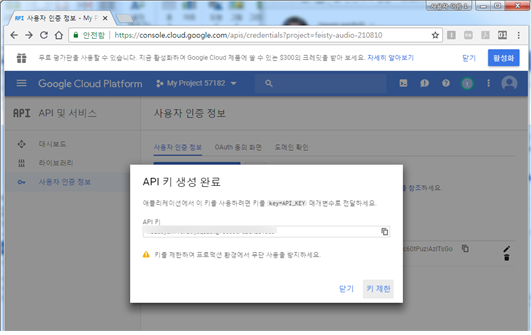 사용자 인증 정보 - My P
안전함 https://console.cloud.google.com/apis/credentials?project=feisty-audio-210810
무료 평가판을 사용할 수 있습니다. 지금 활성화하여 Google Cloud 제품에 쓸 수 있는 $300의 크레딧을 받아 보세요. 자세히 알아보기 닫기 활성화
Google Cloud Platform My Project 57182
API API 및 서비스 사용자 인증 정보
대시보드 사용자 인증 정보 OAuth 동의 화면 도메인 확인
라이브러리
사용자 인증 정보
참조하세요.
API 키 생성 완료
애플리케이션에서 이 키를 사용하려면 키를 key=API_KEY 매개변수로 전달하세요.
API 키
키를 제한하여 프로덕션 환경에서 무단 사용을 방지하세요.
닫기 키 제한